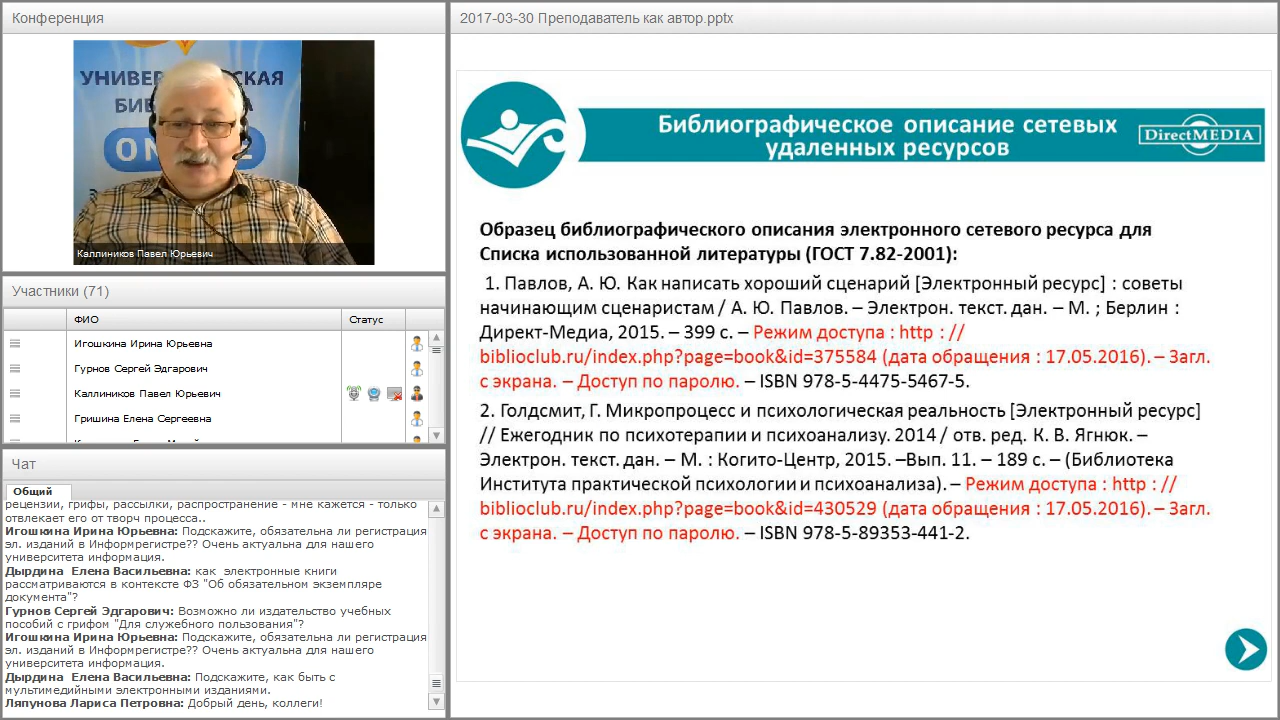 Конференция
УНИВЕР СКАЯ
БИБ А
Каллиников Павел Юрьевич
Участники (71)
ФИО
Статус
Игошкина Ирина Юрьевна
Гурнов Сергей Эдгарович
Каллиников Павел Юрьевич
Гришина Елена Сергеевна
Чат
Общий
рецензии, грифы, рассылки, распространение - мне кажется - только
отвлекает его от творч процесса..
Игошкина Ирина Юрьевна: Подскажите, обязательна ли регистрация
эл. изданий в Информрегистре?? Очень актуальна для нашего
университета информация.
Дырдина Елена Васильевна: как электронные книги
рассматриваются в контексте ФЗ "Об обязательном экземпляре
документа"?
Гурнов Сергей Эдгарович: Возможно ли издательство учебных
пособий с грифом "Для служебного пользования"?
Игошкина Ирина Юрьевна: Подскажите, обязательна ли регистрация
эл. изданий в Информрегистре?? Очень актуальна для нашего
университета информация.
Дырдина Елена Васильевна: Подскажите, как быть с
мультимедийными электронными изданиями.
Ляпунова Лариса Петровна: Добрый день, коллеги!
2017-03-30 Преподаватель как автор.pptx
Библиографическое описание сетевых
удаленных ресурсов
DirectMEDIA
Образец библиографического описания электронного сетевого ресурса для
Списка использованной литературы (ГОСТ 7.82-2001):
1. Павлов, А. Ю. Как написать хороший сценарий [Электронный ресурс] : советы
начинающим сценаристам / А. Ю. Павлов. – Электрон. текст. дан. – М. ; Берлин :
Директ-Медиа, 2015. – 399 с. – Режим доступа : http : //
biblioclub.ru/index.php?page=book&id=375584 (дата обращения : 17.05.2016). – Загл.
с экрана. – Доступ по паролю. – ISBN 978-5-4475-5467-5.
2. Голдсмит, Г. Микропроцесс и психологическая реальность [Электронный ресурс]
// Ежегодник по психотерапии и психоанализу. 2014 / отв. ред. К. В. Ягнюк. –
Электрон. текст. дан. – М. : Когито-Центр, 2015. –Вып. 11. – 189 с. – (Библиотека
Института практической психологии и психоанализа). – Режим доступа : http : //
biblioclub.ru/index.php?page=book&id=430529 (дата обращения : 17.05.2016). – Загл.
с экрана. – Доступ по паролю. – ISBN 978-5-89353-441-2.